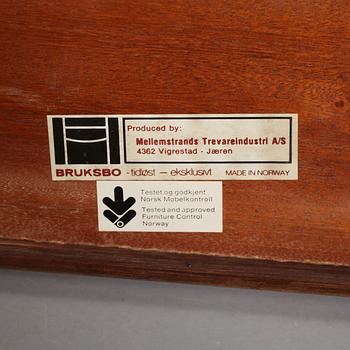 Produced by:
Mellemstrands Trevareindustri A/S
4362 Vigrestad - Jæren
BRUKSBO - tidløst — eksklusivt MADE IN NORWAY
Testet og godkjent
Norsk Møbelkontroll
Tested and approved
Furniture Control
Norway